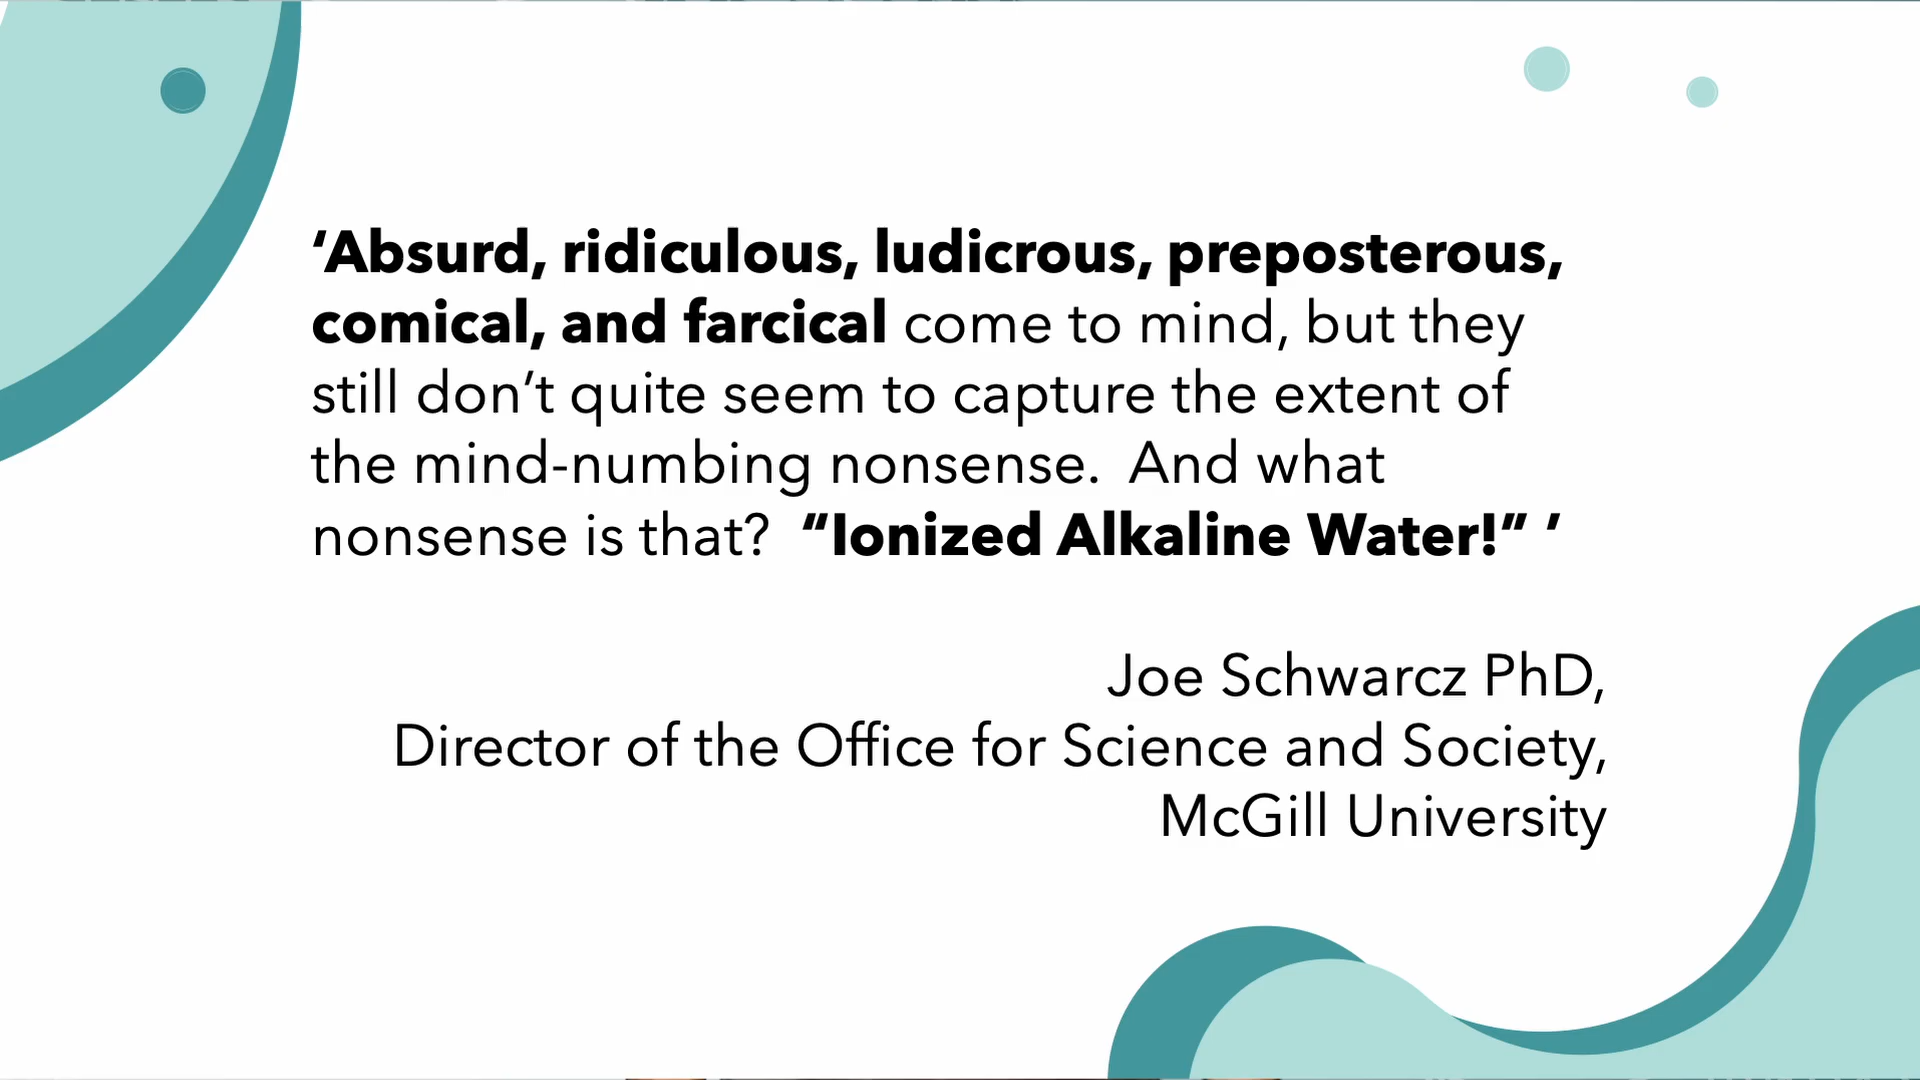 ‘Absurd, ridiculous, ludicrous, preposterous,
comical, and farcical come to mind, but they
still don’t quite seem to capture the extent of
the mind-numbing nonsense.  And what
nonsense is that?  “Ionized Alkaline Water!” ’
Joe Schwarcz PhD,
Director of the Office for Science and Society,
McGill University